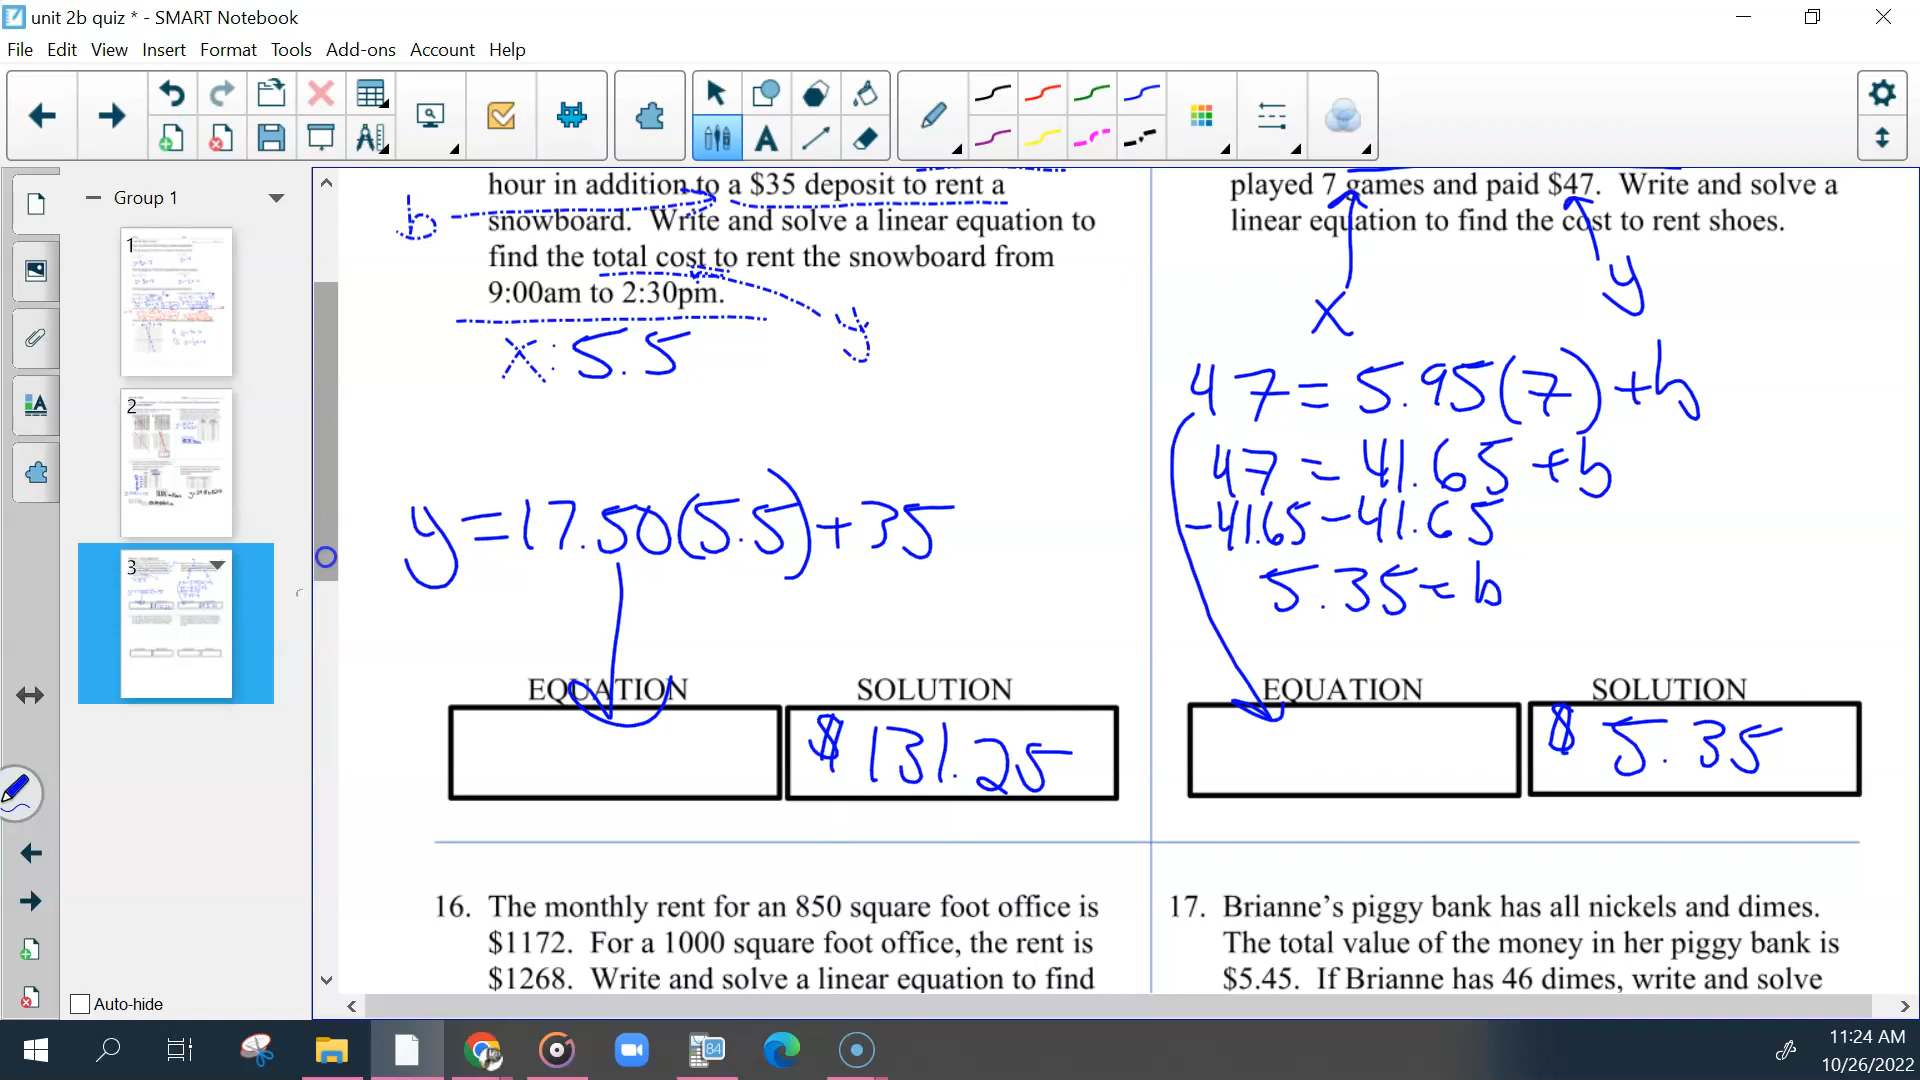 unit 2b quiz * - SMART Notebook
File Edit View Insert Format Tools Add-ons Account Help
Group 1
1
2
3
hour in addition to a $35 deposit to rent a
snowboard. Write and solve a linear equation to
find the total cost to rent the snowboard from
9:00am to 2:30pm.
b
y
x: 5.5
y = 17.50(5.5) + 35
EQUATION SOLUTION
$ 131.25
played 7 games and paid $47. Write and solve a
linear equation to find the cost to rent shoes.
x
y
47 = 5.95(7) + b
47 = 41.65 + b
-41.65 -41.65
5.35 = b
EQUATION SOLUTION
$ 5.35
16. The monthly rent for an 850 square foot office is
$1172. For a 1000 square foot office, the rent is
$1268. Write and solve a linear equation to find
17. Brianne's piggy bank has all nickels and dimes.
The total value of the money in her piggy bank is
$5.45. If Brianne has 46 dimes, write and solve
Auto-hide
84
11:24 AM
10/26/2022